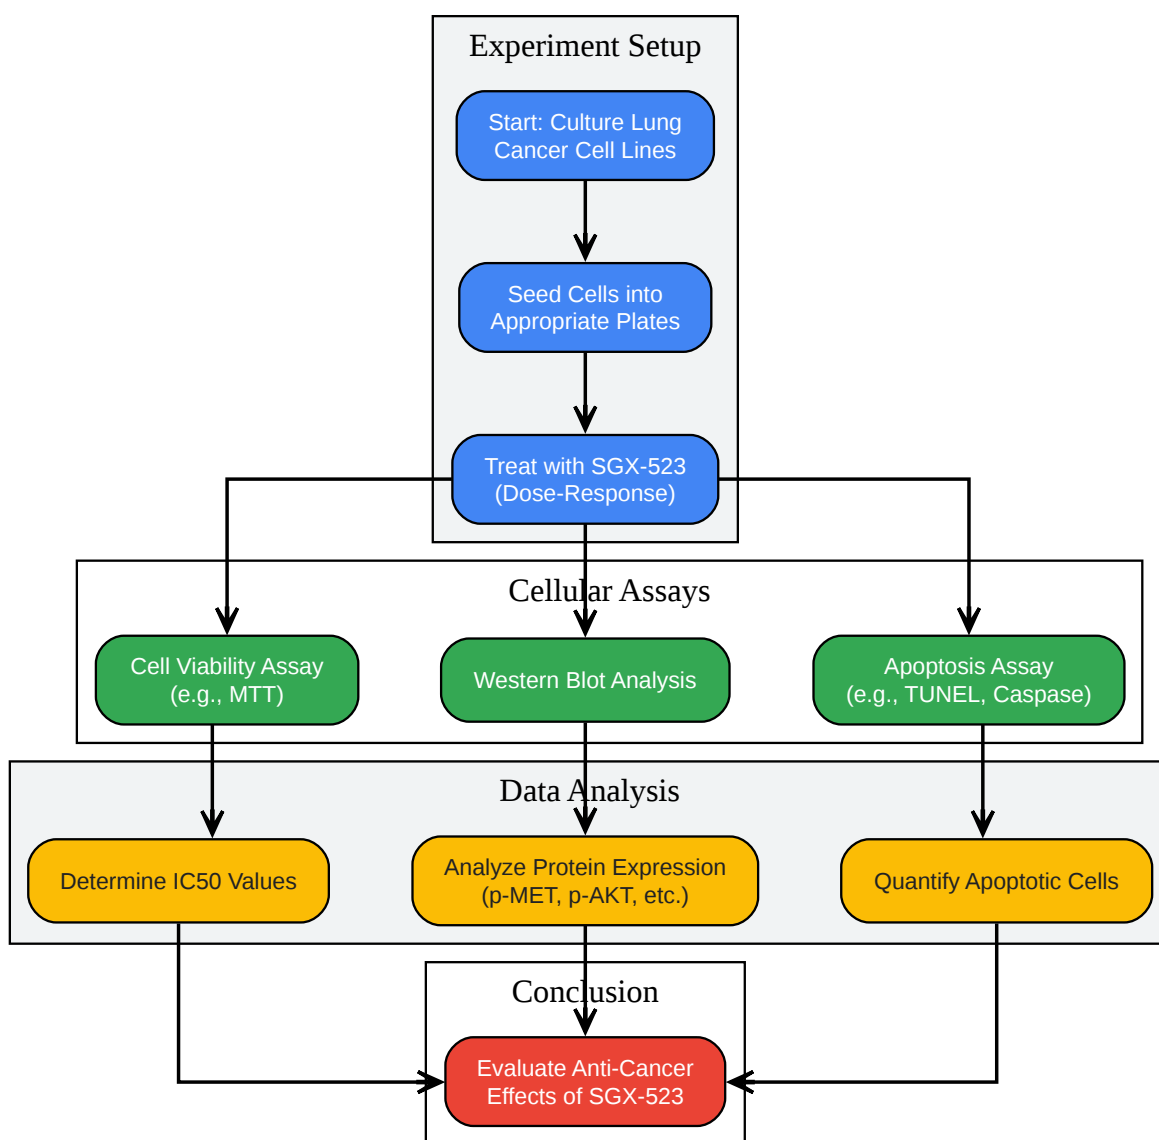 Experiment Setup
Start: Culture Lung
Cancer Cell Lines
Seed Cells into
Appropriate Plates
Treat with SGX-523
(Dose-Response)
Cellular Assays
Cell Viability Assay
(e.g., MTT)
Western Blot Analysis
Apoptosis Assay
(e.g., TUNEL, Caspase)
Data Analysis
Determine IC50 Values
Analyze Protein Expression
(p-MET, p-AKT, etc.)
Quantify Apoptotic Cells
Conclusion
Evaluate Anti-Cancer
Effects of SGX-523